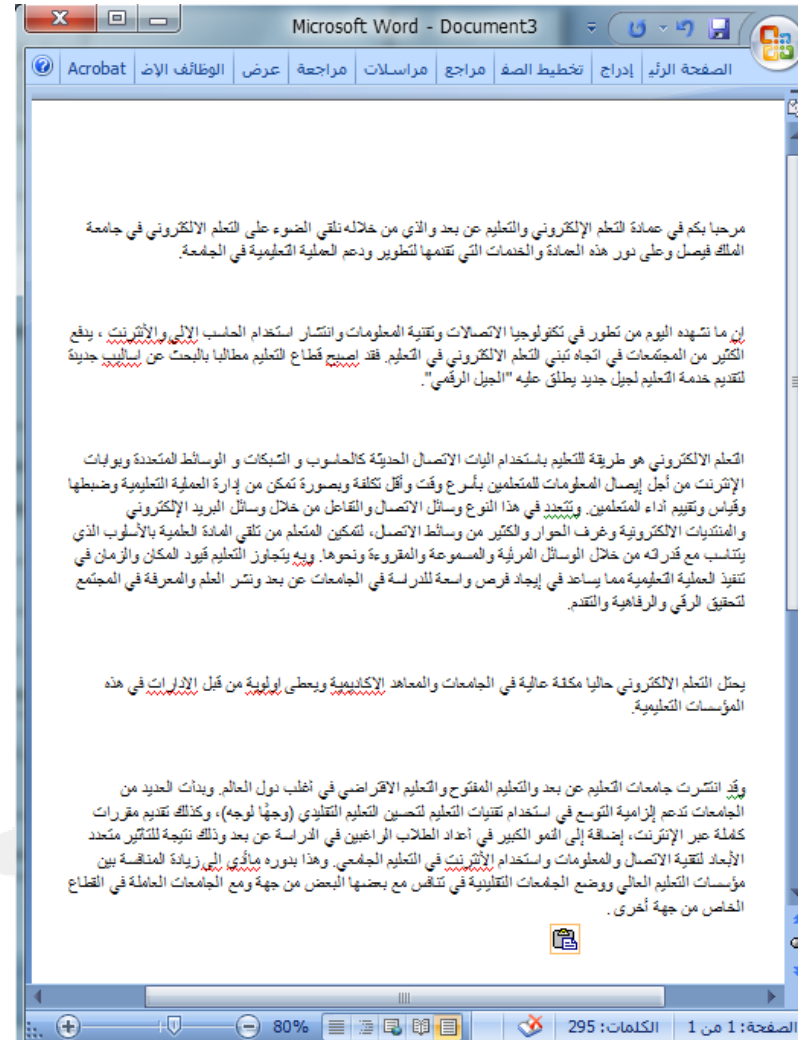 Microsoft Word - Document3
الصفحة الرئي إدراج تخطيط الصف مراجع مراسلات مراجعة عرض الوظائف الإض Acrobat
مرحبا بكم في عمادة التعلم الإلكتروني والتعليم عن بعد والذي من خلاله نلقي الضوء على التعلم الالكتروني في جامعة
الملك فيصل وعلى دور هذه العمادة والخدمات التي تقدمها لتطوير ودعم العملية التعليمية في الجامعة.
إن ما نشهده اليوم من تطور في تكنولوجيا الاتصالات وتقنية المعلومات وانتشار استخدام الحاسب الالي والأنترنت ، يدفع
الكثير من المجتمعات في اتجاه تبني التعلم الالكتروني في التعليم. فقد اصبح قطاع التعليم مطالبا بالبحث عن اساليب جديدة
لتقديم خدمة التعليم لجيل جديد يطلق عليه "الجيل الرقمي".
التعلم الالكتروني هو طريقة للتعليم باستخدام اليات الاتصال الحديثة كالحاسوب و الشبكات و الوسائط المتعددة وبوابات
الإنترنت من أجل إيصال المعلومات للمتعلمين بأسرع وقت وأقل تكلفة وبصورة تمكن من إدارة العملية التعليمية وضبطها
وقياس وتقييم أداء المتعلمين. وتتعدد في هذا النوع وسائل الاتصال والتفاعل من خلال وسائل البريد الإلكتروني
والمنتديات الالكترونية وغرف الحوار والكثير من وسائط الاتصال، لتمكين المتعلم من تلقي المادة العلمية بالأسلوب الذي
يتناسب مع قدراته من خلال الوسائل المرئية والمسموعة والمقروءة ونحوها. وبه يتجاوز التعليم قيود المكان والزمان في
تنفيذ العملية التعليمية مما يساعد في إيجاد فرص واسعة للدراسة في الجامعات عن بعد ونشر العلم والمعرفة في المجتمع
لتحقيق الرقي والرفاهية والتقدم.
يحتل التعلم الالكتروني حاليا مكانة عالية في الجامعات والمعاهد الاكاديمية ويعطى اولوية من قبل الإدارات في هذه
المؤسسات التعليمية.
وقد انتشرت جامعات التعليم عن بعد والتعليم المفتوح والتعليم الافتراضي في أغلب دول العالم. وبدأت العديد من
الجامعات تدعم إلزامية التوسع في استخدام تقنيات التعليم لتحسين التعليم التقليدي (وجهًا لوجه)، وكذلك تقديم مقررات
كاملة عبر الإنترنت، إضافة إلى النمو الكبير في أعداد الطلاب الراغبين في الدراسة عن بعد وذلك نتيجة للتأثير متعدد
الأبعاد لتقنية الاتصال والمعلومات واستخدام الأنترنت في التعليم الجامعي. وهذا بدوره مأدي الى زيادة المنافسة بين
مؤسسات التعليم العالي ووضع الجامعات التقليدية في تنافس مع بعضها البعض من جهة ومع الجامعات العاملة في القطاع
الخاص من جهة أخرى .
الصفحة: 1 من 1 الكلمات: 295 80%